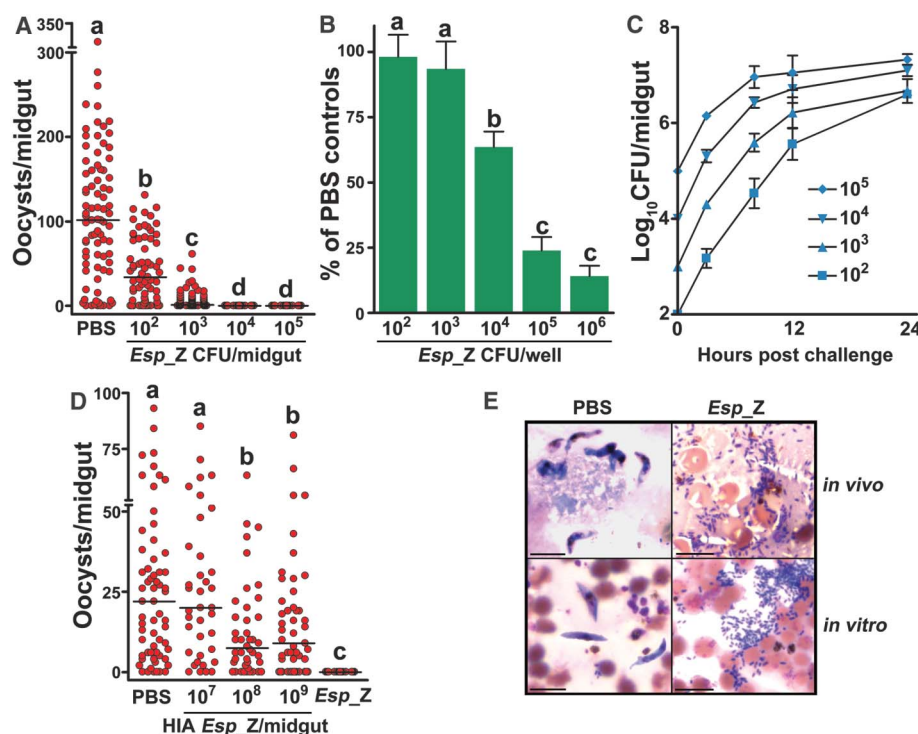 A
Oocysts/midgut
350
300
200
100
0
a
b
c
d
d
PBS
10²
10³
10⁴
10⁵
Esp_Z CFU/midgut
B
% of PBS controls
100
75
50
25
0
a
a
b
c
c
10²
10³
10⁴
10⁵
10⁶
Esp_Z CFU/well
C
Log₁₀CFU/midgut
8
6
4
2
10⁵
10⁴
10³
10²
0
12
24
Hours post challenge
D
Oocysts/midgut
100
75
50
25
0
a
a
b
b
c
PBS
10⁷
10⁸
10⁹
Esp_Z
HIA Esp_Z/midgut
E
PBS
Esp_Z
in vivo
in vitro